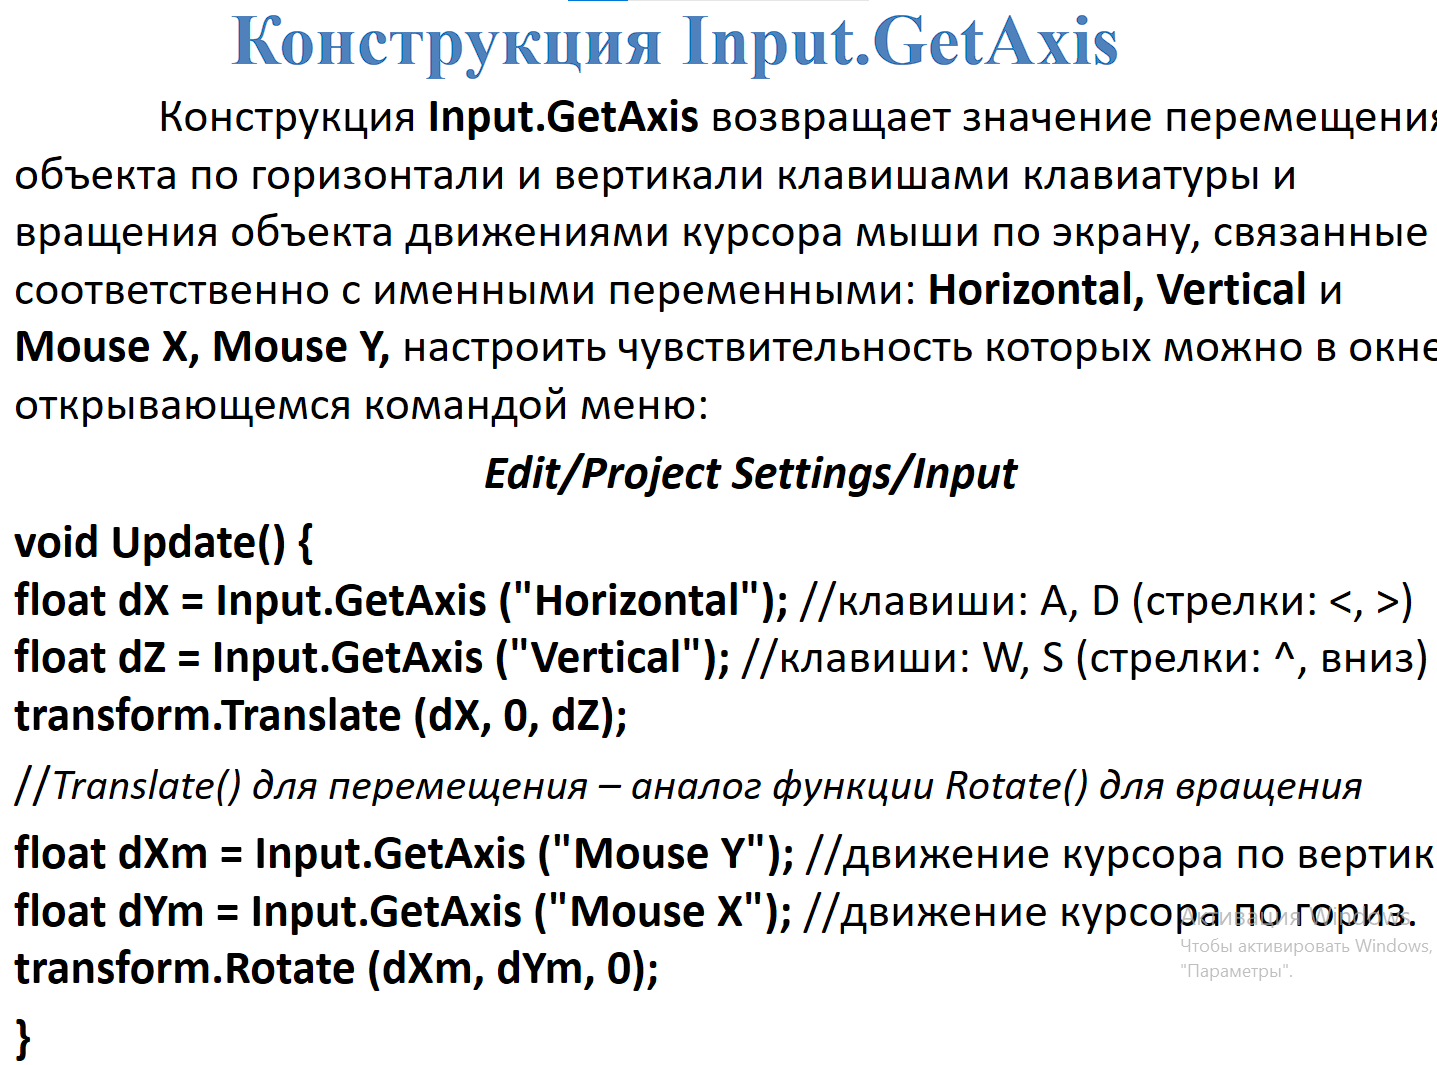 Конструкция Input.GetAxis
Конструкция Input.GetAxis возвращает значение перемещения
объекта по горизонтали и вертикали клавишами клавиатуры и
вращения объекта движениями курсора мыши по экрану, связанные
соответственно с именными переменными: Horizontal, Vertical и
Mouse X, Mouse Y, настроить чувствительность которых можно в окне
открывающемся командой меню:
Edit/Project Settings/Input
void Update() {
float dX = Input.GetAxis ("Horizontal"); //клавиши: A, D (стрелки: <, >)
float dZ = Input.GetAxis ("Vertical"); //клавиши: W, S (стрелки: ^, вниз)
transform.Translate (dX, 0, dZ);
//Translate() для перемещения – аналог функции Rotate() для вращения
float dXm = Input.GetAxis ("Mouse Y"); //движение курсора по вертик
float dYm = Input.GetAxis ("Mouse X"); //движение курсора по гориз.
transform.Rotate (dXm, dYm, 0);
}
Активация Windows
Чтобы активировать Windows,
"Параметры".